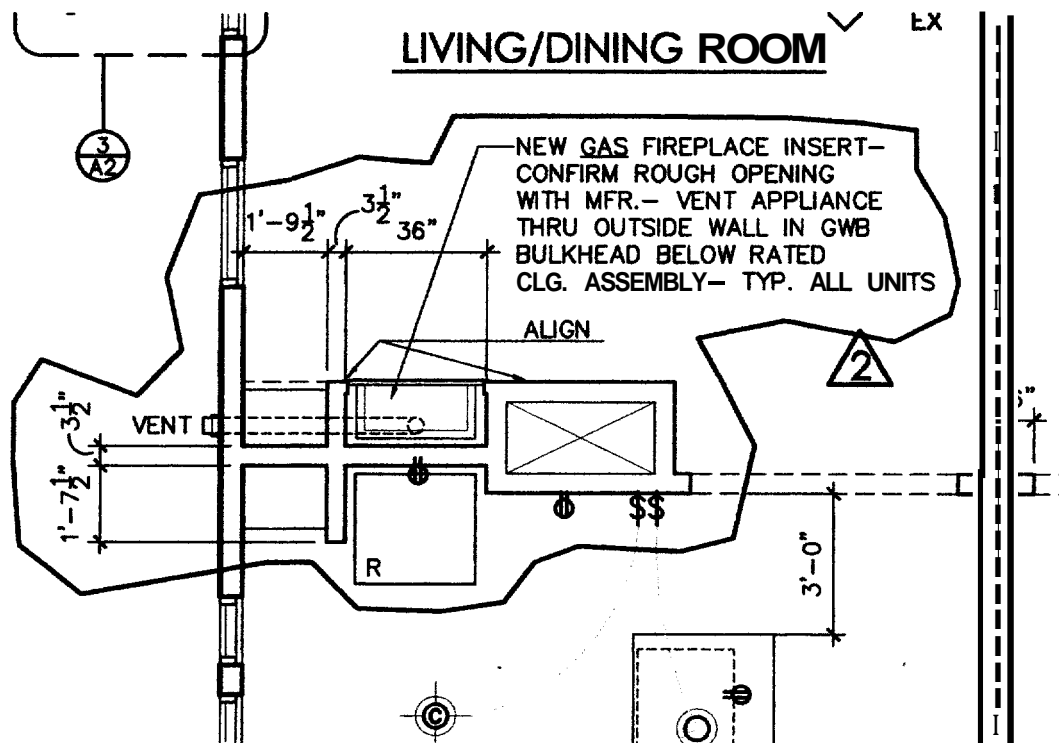 EX
LIVING/DINING ROOM
3
A2
NEW GAS FIREPLACE INSERT–
CONFIRM ROUGH OPENING
WITH MFR.– VENT APPLIANCE
THRU OUTSIDE WALL IN GWB
BULKHEAD BELOW RATED
CLG. ASSEMBLY– TYP. ALL UNITS
1'-9½"
3½"
36"
ALIGN
2
VENT
3½"
1'-7½"
$$
R
3'-0"
C